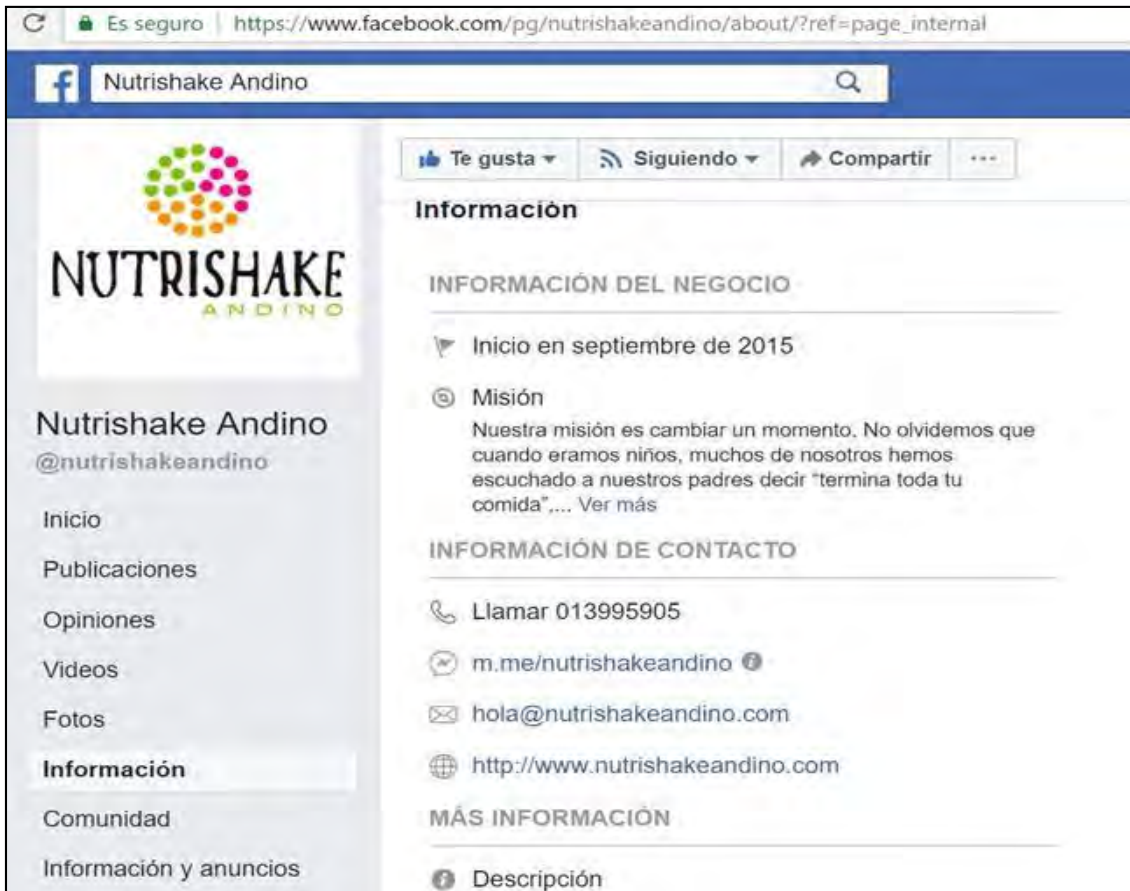 Es seguro https://www.facebook.com/pg/nutrishakeandino/about/?ref=page_internal
f Nutrishake Andino
NUTRISHAKE
ANDINO
Nutrishake Andino
@nutrishakeandino
Inicio
Publicaciones
Opiniones
Videos
Fotos
Información
Comunidad
Información y anuncios
Te gusta Siguiendo Compartir ...
Información
INFORMACIÓN DEL NEGOCIO
Inicio en septiembre de 2015
Misión
Nuestra misión es cambiar un momento. No olvidemos que
cuando eramos niños, muchos de nosotros hemos
escuchado a nuestros padres decir “termina toda tu
comida”,... Ver más
INFORMACIÓN DE CONTACTO
Llamar 013995905
m.me/nutrishakeandino
hola@nutrishakeandino.com
http://www.nutrishakeandino.com
MÁS INFORMACIÓN
Descripción